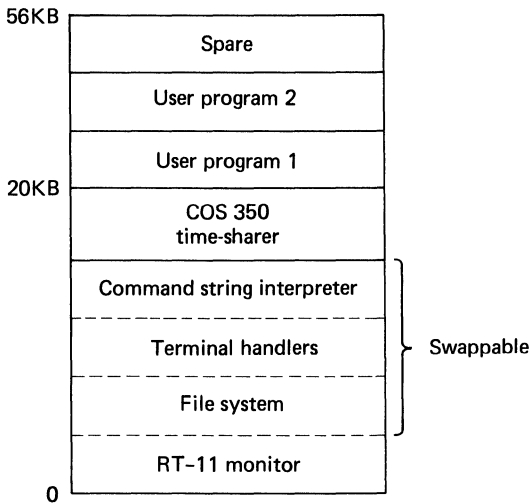 56KB
Spare
User program 2
User program 1
20KB
COS 350
time-sharer
Command string interpreter
Terminal handlers
Swappable
File system
RT-11 monitor
0